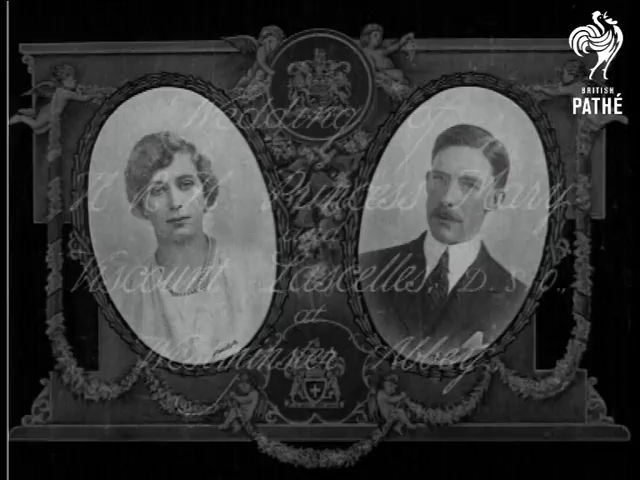 BRITISH
PATHÉ
Wedding of
H. R. H. Princess Mary
and
Viscount Lascelles, D.S.O.,
at
Westminster Abbey